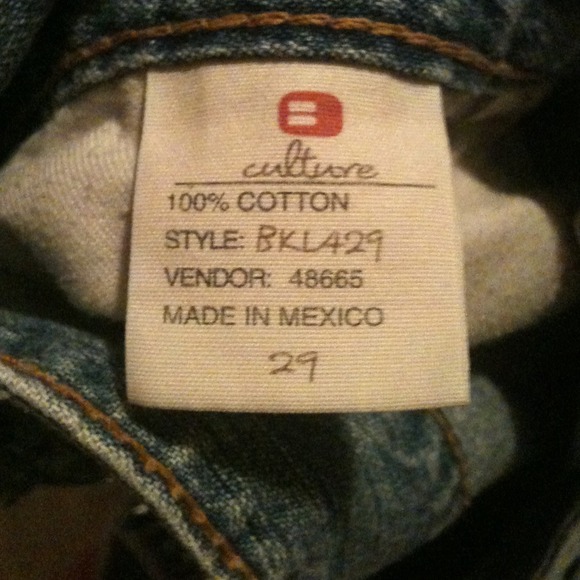 B
culture
100% COTTON
STYLE: BKL429
VENDOR: 48665
MADE IN MEXICO
29